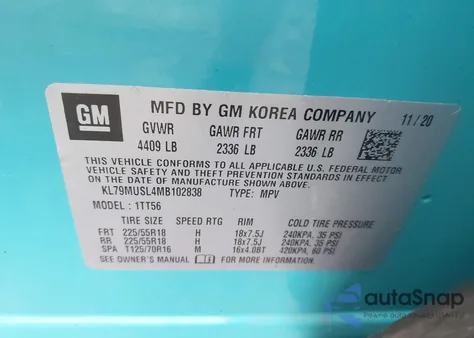 GM
MFD BY GM KOREA COMPANY 11/20
GVWR GAWR FRT GAWR RR
4409 LB 2336 LB 2336 LB
THIS VEHICLE CONFORMS TO ALL APPLICABLE U.S. FEDERAL MOTOR
VEHICLE SAFETY AND THEFT PREVENTION STANDARDS IN EFFECT
ON THE DATE OF MANUFACTURE SHOWN ABOVE.
KL79MUSL4MB102838 TYPE: MPV
MODEL: 1TT56
TIRE SIZE SPEED RTG RIM COLD TIRE PRESSURE
FRT 225/55R18 H 18x7.5J 240KPA, 35 PSI
RR 225/55R18 H 18x7.5J 240KPA, 35 PSI
SPA T125/70R16 M 16x4.0BT 420KPA, 60 PSI
SEE OWNER'S MANUAL FOR MORE INFORMATION.
autoSnap
POWERED BY